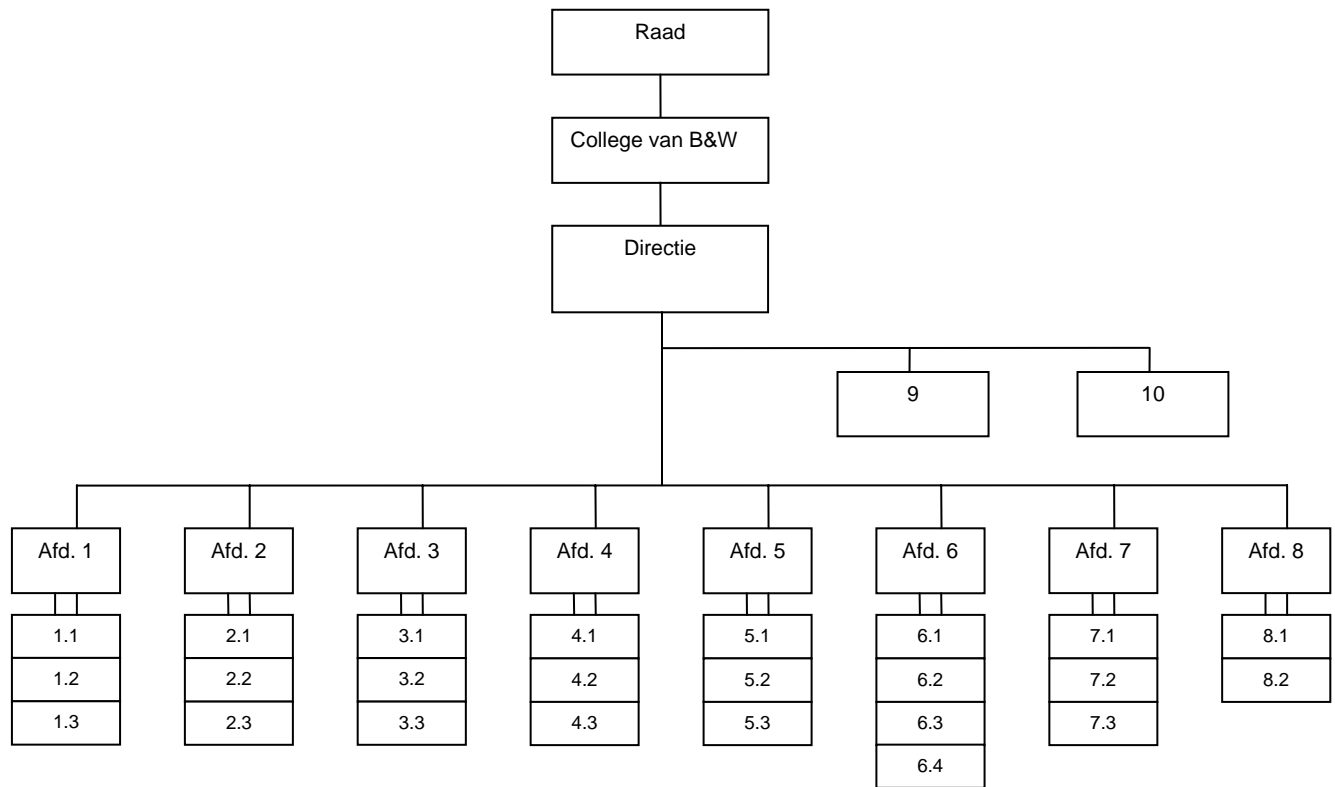 Raad
College van B&W
Directie
9
10
Afd. 1
Afd. 2
Afd. 3
Afd. 4
Afd. 5
Afd. 6
Afd. 7
Afd. 8
1.1
2.1
3.1
4.1
5.1
6.1
7.1
8.1
1.2
2.2
3.2
4.2
5.2
6.2
7.2
8.2
1.3
2.3
3.3
4.3
5.3
6.3
7.3
6.4